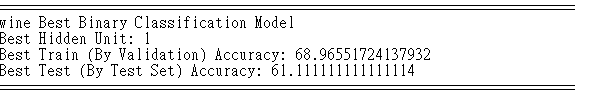 wine Best Binary Classification Model
Best Hidden Unit: 1
Best Train (By Validation) Accuracy: 68.96551724137932
Best Test (By Test Set) Accuracy: 61.111111111111114